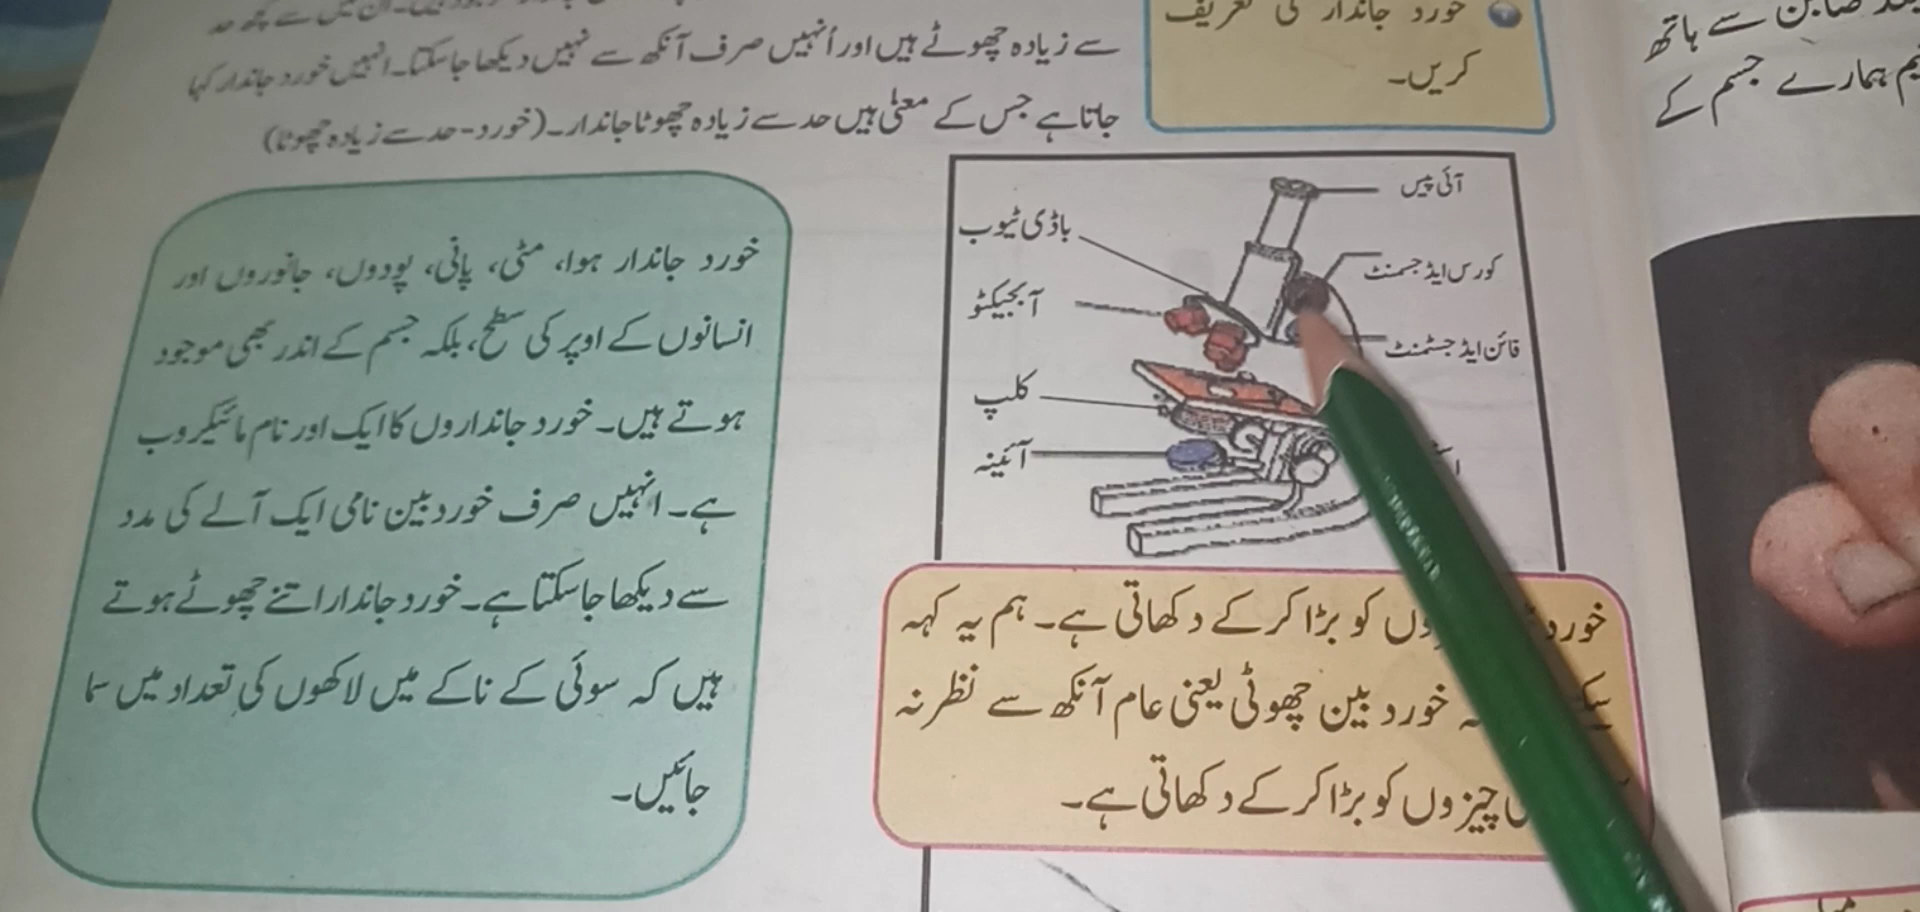 خورد جاندار کی تعریف
کریں۔
سے زیادہ چھوٹے ہیں اور اُنہیں صرف آنکھ سے نہیں دیکھا جاسکتا۔ انہیں خورد جاندار کہا
جاتا ہے جس کے معنیٰ ہیں حد سے زیادہ چھوٹا جاندار۔ (خورد-حد سے زیادہ چھوٹا)
آئی پیس
باڈی ٹیوب
کورس ایڈجسمنٹ
آبجیکٹو
فائن ایڈجسٹمنٹ
کلپ
آئینہ
خورد جاندار ہوا، مٹی، پانی، پودوں، جانوروں اور
انسانوں کے اوپر کی سطح، بلکہ جسم کے اندر بھی موجود
ہوتے ہیں۔ خورد جانداروں کا ایک اور نام مائیکروب
ہے۔ انہیں صرف خوردبین نامی ایک آلے کی مدد
سے دیکھا جاسکتا ہے۔ خورد جاندار اتنے چھوٹے ہوتے
ہیں کہ سوئی کے ناکے میں لاکھوں کی تعداد میں سما
جائیں۔
کو بڑا کرکے دکھاتی ہے۔ ہم یہ کہہ
خورد بین چھوٹی یعنی عام آنکھ سے نظر نہ
چیزوں کو بڑا کرکے دکھاتی ہے۔
سے ہاتھ
ہمارے جسم کے